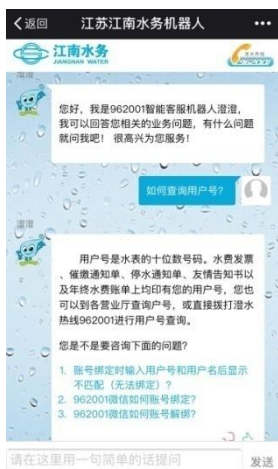 返回
江苏江南水务机器人
江南水务
JIANGNAN WATER
澄澄
您好，我是962001智能客服机器人澄澄，
我可以回答您相关的业务问题，有什么问题
就问我吧！ 很高兴为您服务！
如何查询用户号？
澄澄
用户号是水表的十位数号码，水费发票
、催缴通知单、停水通知单、友情告知书以
及年终水费账单上均印有您的用户号，您也
可以到各营业厅查询户号，或直接拨打澄水
热线962001进行用户号查询。
您是不是要咨询下面的问题？
1. 账号绑定时输入用户号和用户名后显示
不匹配（无法绑定）？
2. 962001微信如何账号绑定？
3. 962001微信如何账号解绑？
请在这里用一句简单的话提问
发送